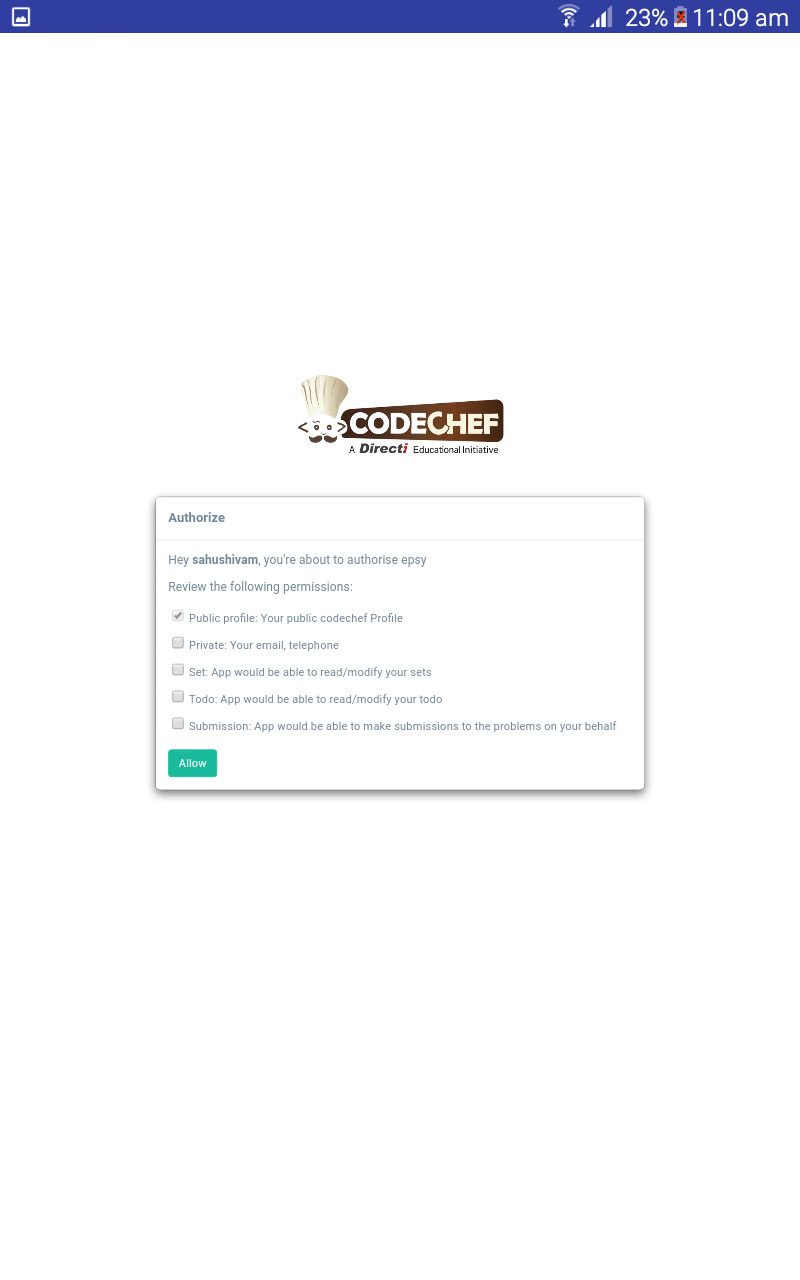 23% 11:09 am
CODECHEF
A Directi Educational Initiative
Authorize
Hey sahushivam, you're about to authorise epsy
Review the following permissions:
Public profile: Your public codechef Profile
Private: Your email, telephone
Set: App would be able to read/modify your sets
Todo: App would be able to read/modify your todo
Submission: App would be able to make submissions to the problems on your behalf
Allow